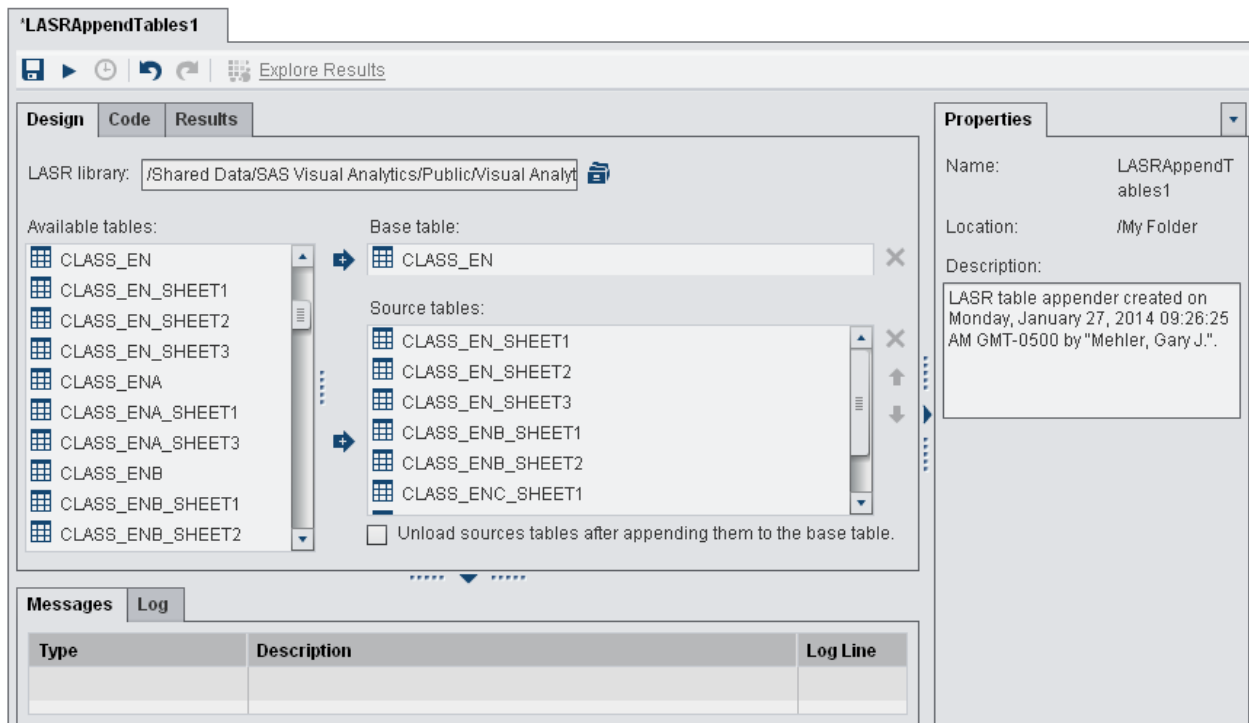 *LASRAppendTables1
Explore Results
Design Code Results
LASR library: /Shared Data/SAS Visual Analytics/Public/Visual Analyt
Available tables:
CLASS_EN
CLASS_EN_SHEET1
CLASS_EN_SHEET2
CLASS_EN_SHEET3
CLASS_ENA
CLASS_ENA_SHEET1
CLASS_ENA_SHEET3
CLASS_ENB
CLASS_ENB_SHEET1
CLASS_ENB_SHEET2
Base table:
CLASS_EN
Source tables:
CLASS_EN_SHEET1
CLASS_EN_SHEET2
CLASS_EN_SHEET3
CLASS_ENB_SHEET1
CLASS_ENB_SHEET2
CLASS_ENC_SHEET1
Unload sources tables after appending them to the base table.
Properties
Name: LASRAppendT
ables1
Location: /My Folder
Description:
LASR table appender created on
Monday, January 27, 2014 09:26:25
AM GMT-0500 by "Mehler, Gary J.".
Messages Log
Type Description Log Line